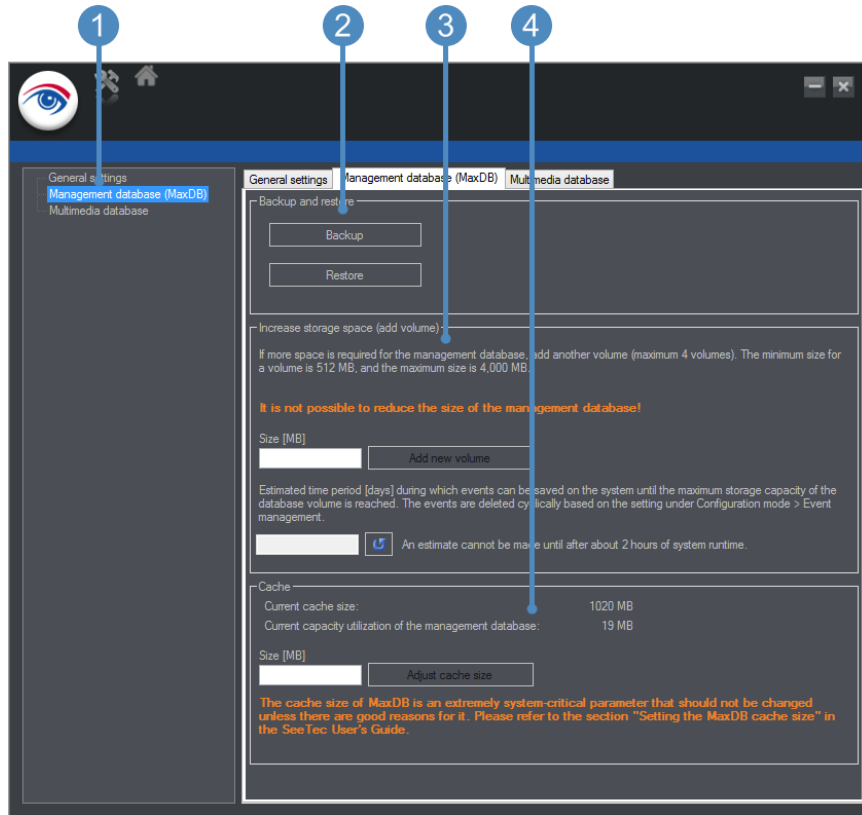 1 2 3 4
General settings
Management database (MaxDB)
Multimedia database
General settings Management database (MaxDB) Multimedia database
Backup and restore
Backup
Restore
Increase storage space (add volume)
If more space is required for the management database, add another volume (maximum 4 volumes). The minimum size for
a volume is 512 MB, and the maximum size is 4,000 MB.
It is not possible to reduce the size of the management database!
Size [MB]
Add new volume
Estimated time period [days] during which events can be saved on the system until the maximum storage capacity of the
database volume is reached. The events are deleted cyclically based on the setting under Configuration mode > Event
management.
An estimate cannot be made until after about 2 hours of system runtime.
Cache
Current cache size: 1020 MB
Current capacity utilization of the management database: 19 MB
Size [MB]
Adjust cache size
The cache size of MaxDB is an extremely system-critical parameter that should not be changed
unless there are good reasons for it. Please refer to the section "Setting the MaxDB cache size" in
the SeeTec User's Guide.